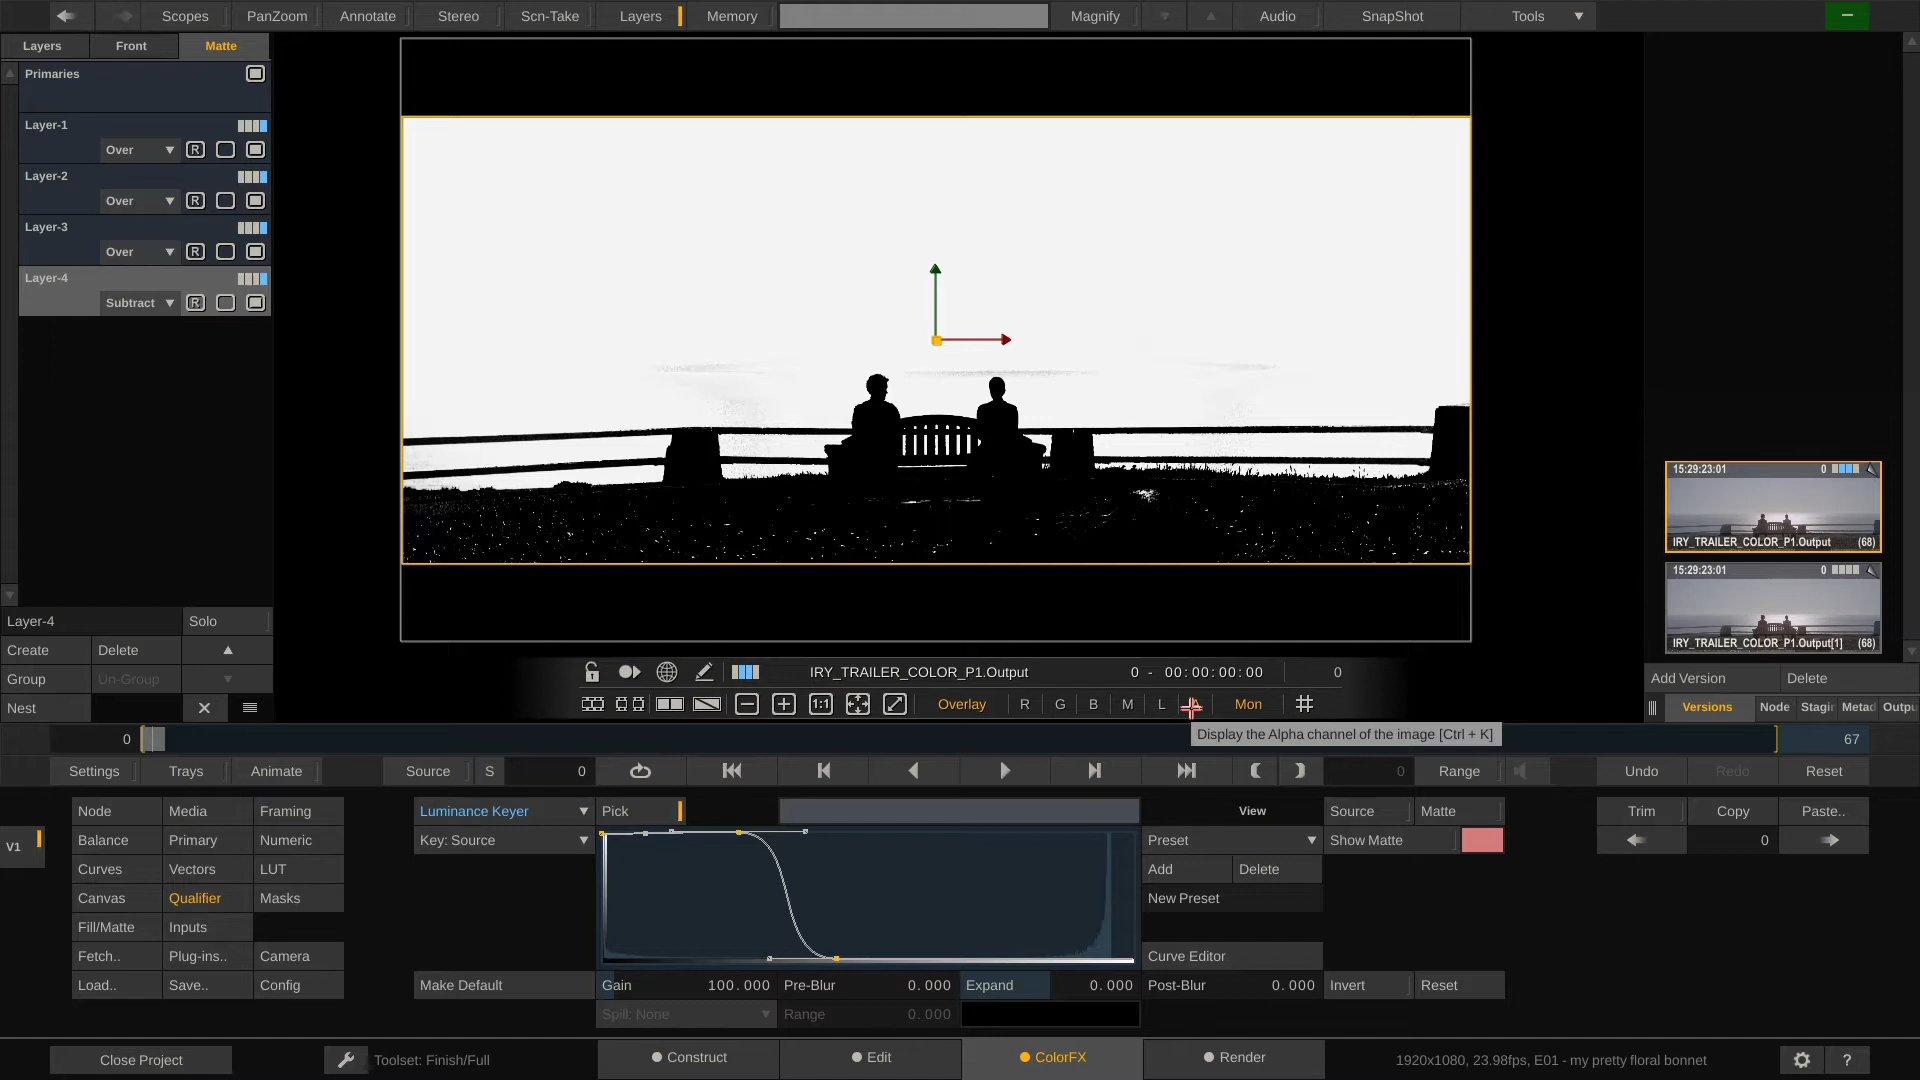 Scopes PanZoom Annotate Stereo Scn-Take Layers Memory Magnify Audio SnapShot Tools
Layers Front Matte
Primaries
Layer-1
Over R
Layer-2
Over R
Layer-3
Over R
Layer-4
Subtract R
15:29:23:01 0
IRY_TRAILER_COLOR_P1.Output (68)
15:29:23:01 0
IRY_TRAILER_COLOR_P1.Output[1] (68)
Layer-4 Solo
Create Delete
Group Un-Group
Nest
IRY_TRAILER_COLOR_P1.Output 0 - 00:00:00:00 0
1:1 Overlay R G B M L Mon
Display the Alpha channel of the image [Ctrl + K]
Add Version Delete
Versions Node Stagin Metad Outpu
0 67
Settings Trays Animate Source S 0 0 Range Undo Redo Reset
V1
Node Media Framing
Balance Primary Numeric
Curves Vectors LUT
Canvas Qualifier Masks
Fill/Matte Inputs
Fetch.. Plug-ins.. Camera
Load.. Save.. Config
Luminance Keyer Pick View Source Matte Trim Copy Paste..
Key: Source Preset Show Matte 0
Add Delete
New Preset
Curve Editor
Make Default Gain 100.000 Pre-Blur 0.000 Expand 0.000 Post-Blur 0.000 Invert Reset
Spill: None Range 0.000
Close Project Toolset: Finish/Full Construct Edit ColorFX Render 1920x1080, 23.98fps, E01 - my pretty floral bonnet ?